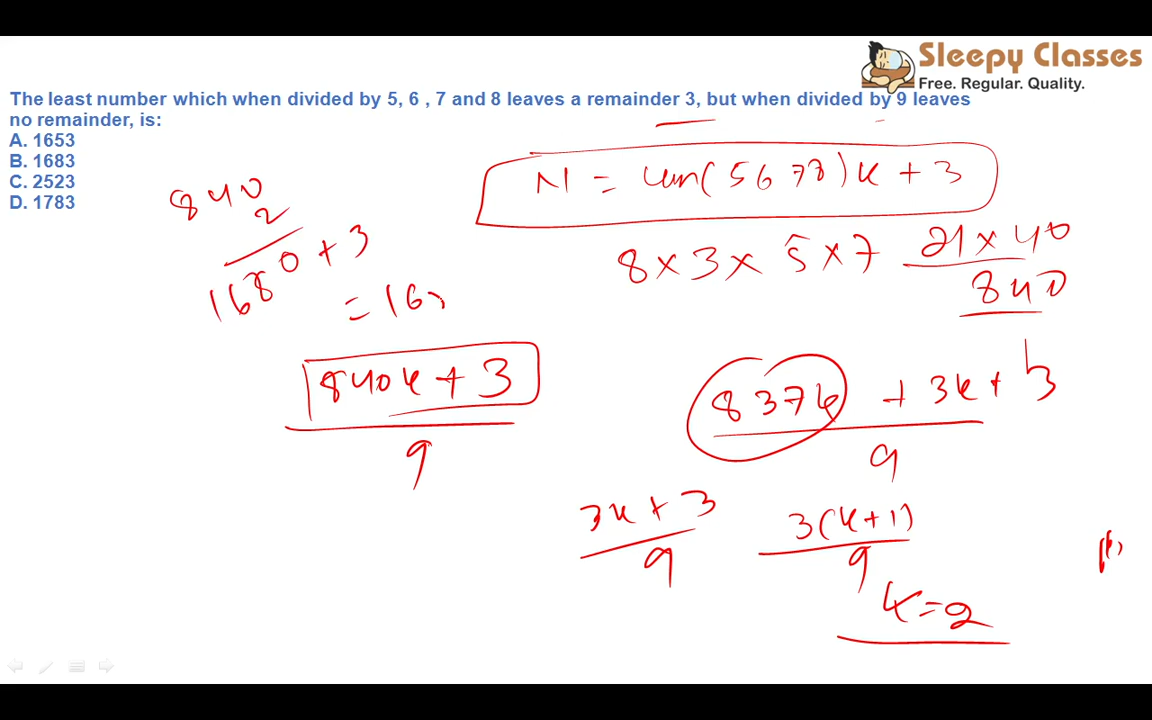 Sleepy Classes
Free. Regular. Quality.
The least number which when divided by 5, 6 , 7 and 8 leaves a remainder 3, but when divided by 9 leaves
no remainder, is:
A. 1653
B. 1683
C. 2523
D. 1783
N = lcm(5 6 7 8)k + 3
8 × 3 × 5 × 7
21 × 40
840
840
2
1680 + 3
= 168
840k + 3
9
837k + 3k + 3
9
3k + 3
9
3(k+1)
9
k = 2